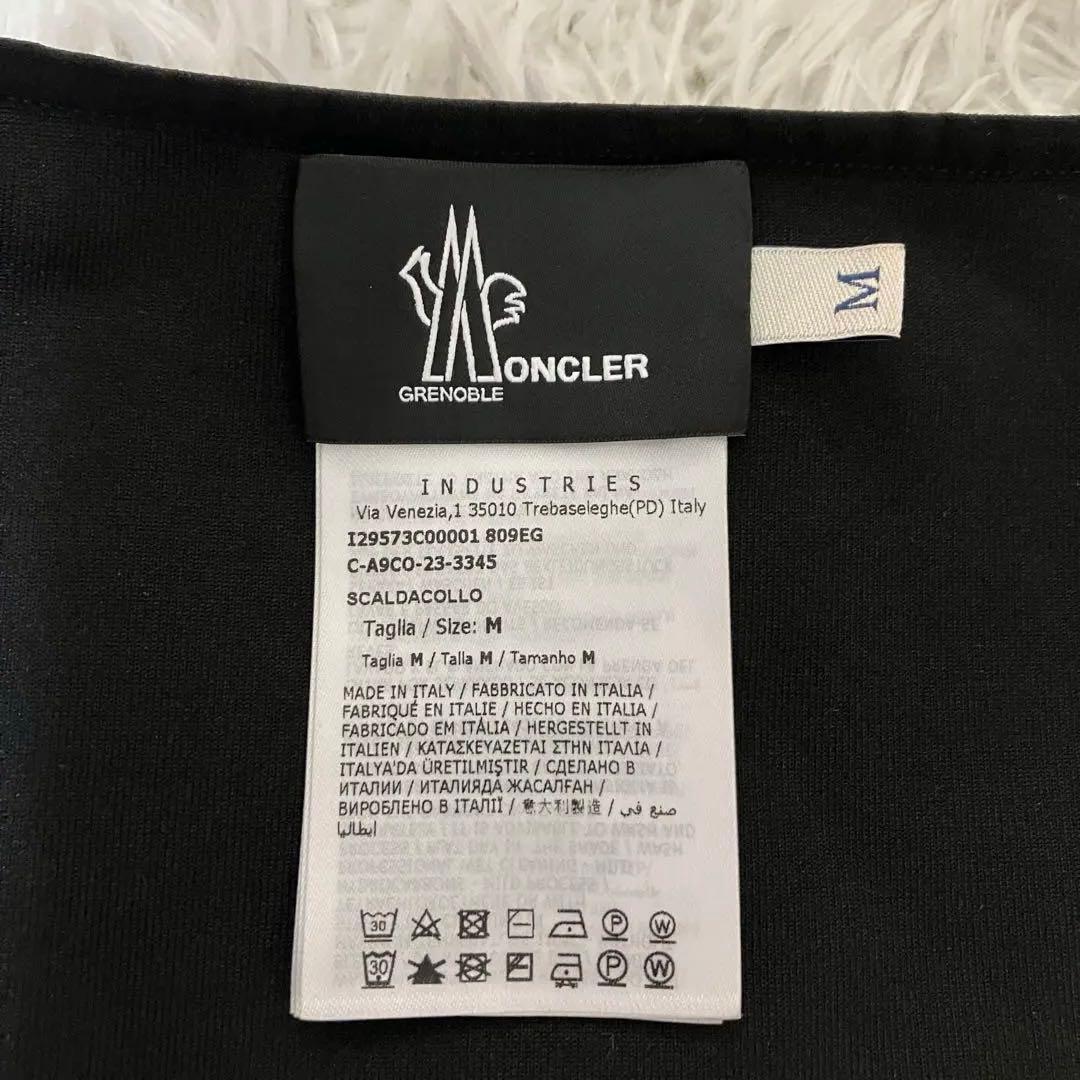 MONCLER
GRENOBLE
M
INDUSTRIES
Via Venezia,1 35010 Trebaseleghe(PD) Italy
I29573C00001 809EG
C-A9CO-23-3345
SCALDACOLLO
Taglia / Size: M
Taglia M / Talla M / Tamanho M
MADE IN ITALY / FABBRICATO IN ITALIA /
FABRIQUÉ EN ITALIE / HECHO EN ITALIA /
FABRICADO EM ITÁLIA / HERGESTELLT IN
ITALIEN / ΚΑΤΑΣΚΕΥΑΖΕΤΑΙ ΣΤΗΝ ΙΤΑΛΙΑ /
ITALYA'DA ÜRETILMIŞTIR / СДЕЛАНО В
ИТАЛИИ / ИТАЛИЯДА ЖАСАЛҒАН /
ВИРОБЛЕНО В ІТАЛІЇ / 意大利製造 / صنع في
ايطاليا
30 P W
30 P W